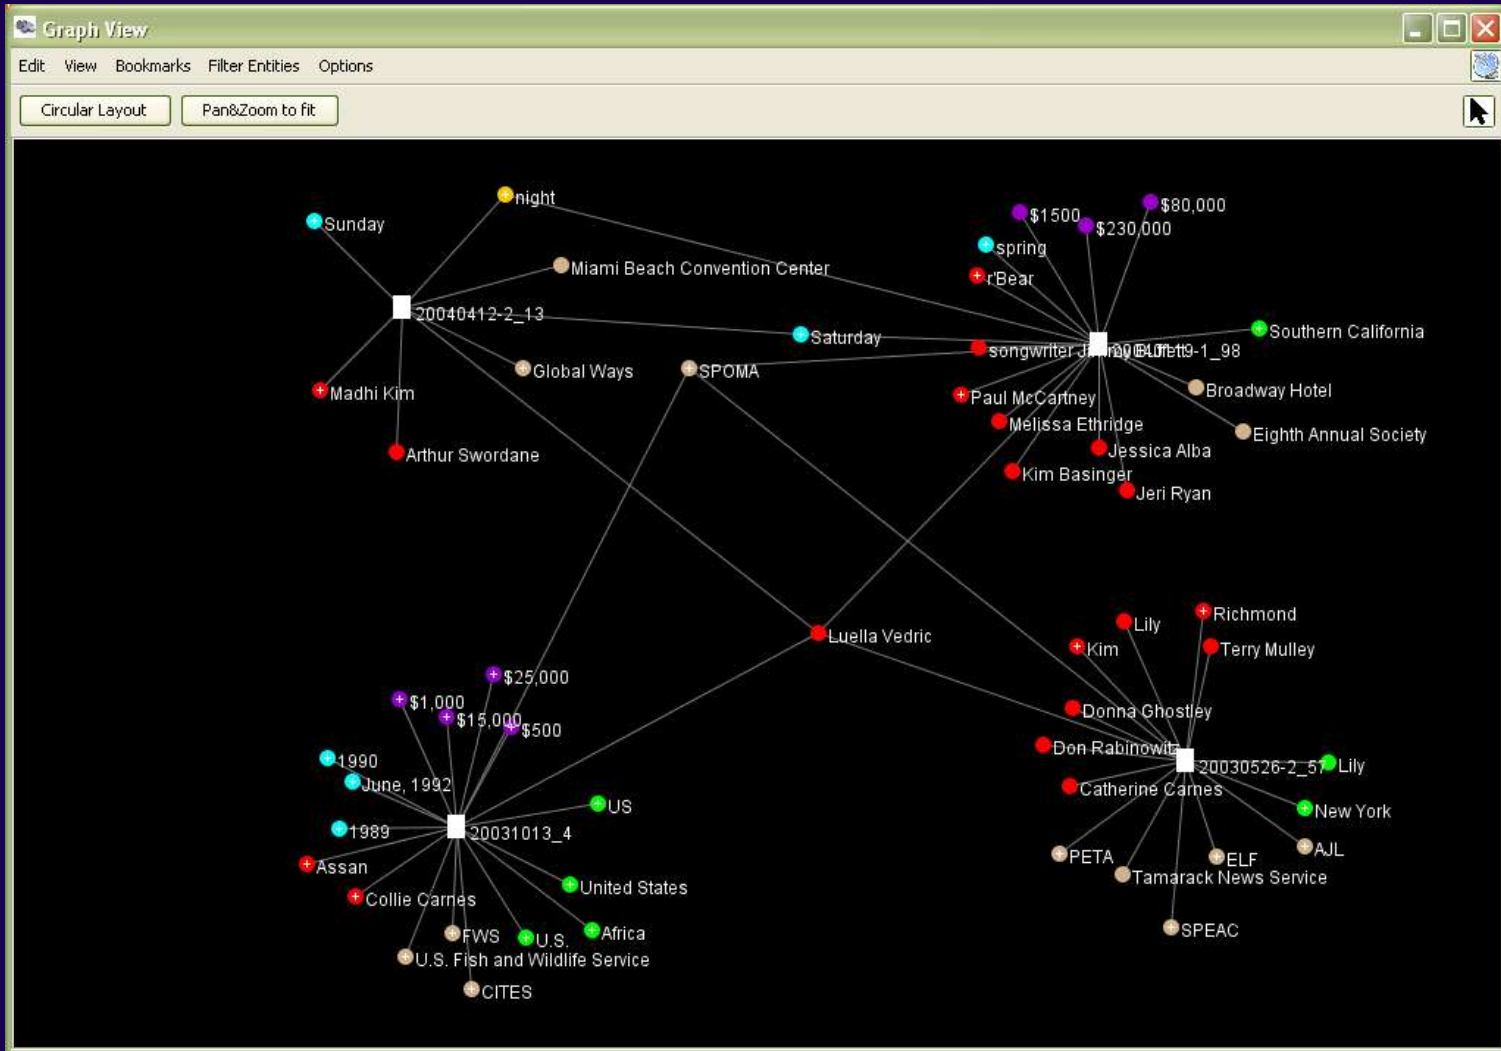 Graph View
Edit View Bookmarks Filter Entities Options
Circular Layout Pan&Zoom to fit
night
Sunday
Miami Beach Convention Center
20040412-2_13
Saturday
Global Ways
SPOMA
Madhi Kim
Arthur Swordane
$80,000
$1500
$230,000
spring
r'Bear
Southern California
songwriter
Broadway Hotel
Paul McCartney
Melissa Ethridge
Eighth Annual Society
Jessica Alba
Kim Basinger
Jeri Ryan
Luella Vedric
$25,000
$1,000
$15,000
$500
1990
June, 1992
US
1989
20031013_4
Assan
United States
Collie Carnes
FWS
U.S.
Africa
U.S. Fish and Wildlife Service
CITES
Richmond
Lily
Kim
Terry Mulley
Donna Ghostley
Don Rabinowitz
20030526-2_57
Lily
Catherine Carnes
New York
PETA
ELF
AJL
Tamarack News Service
SPEAC